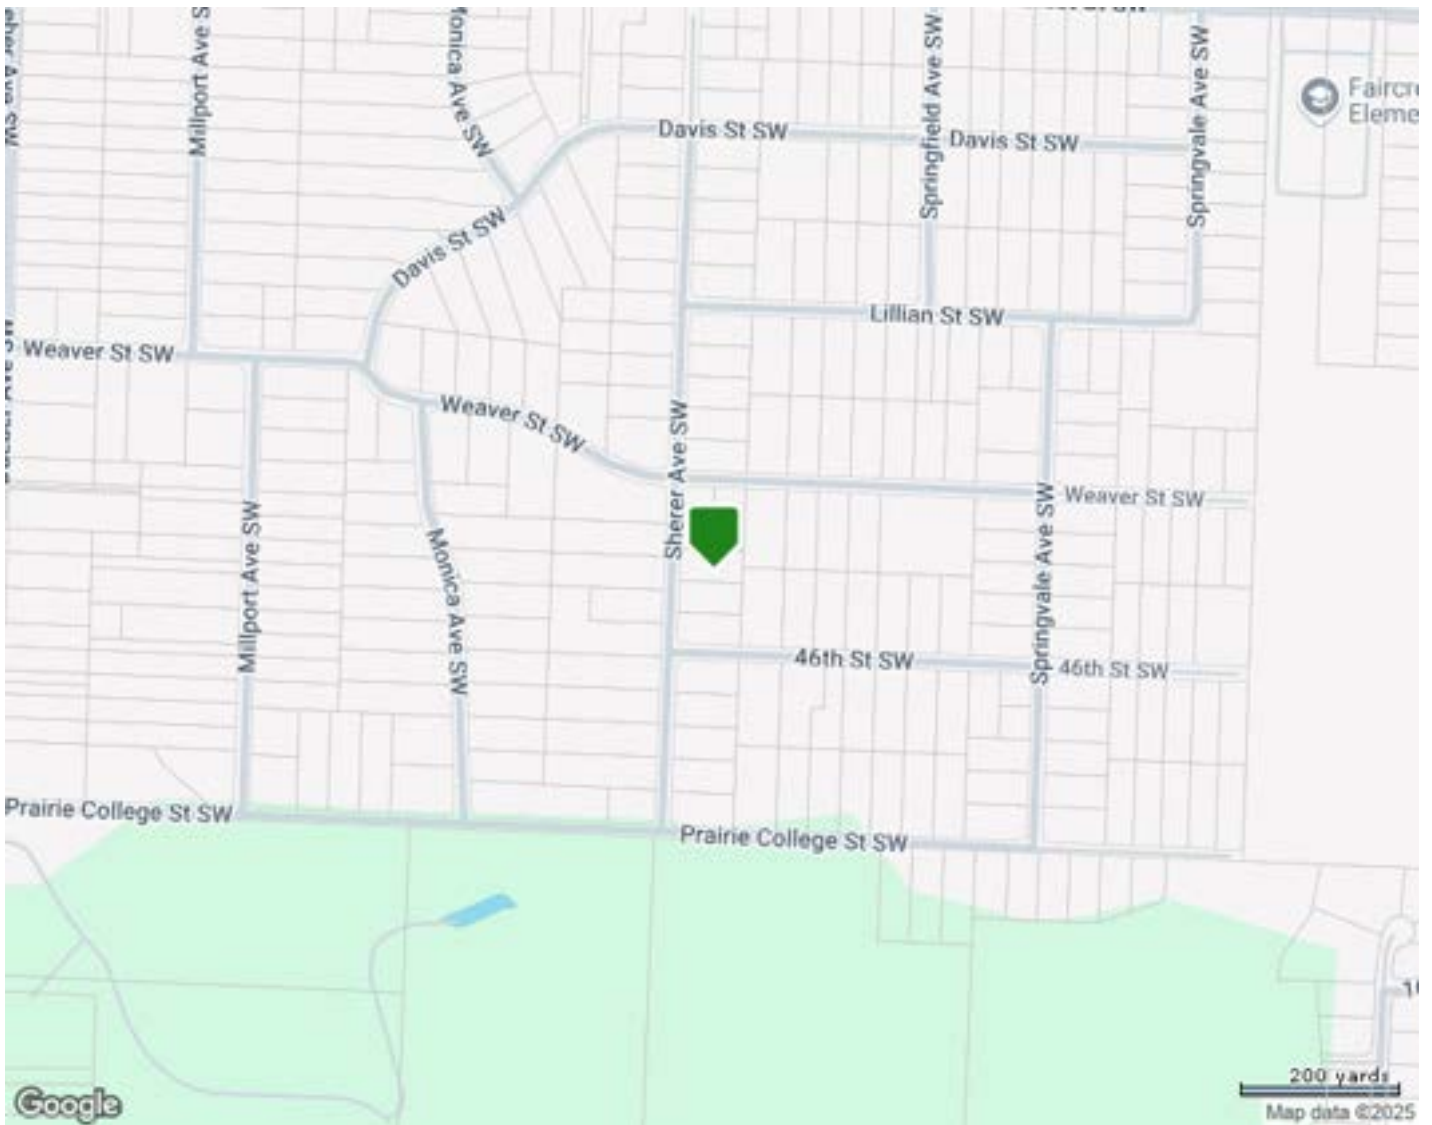 Millport Ave S
Monica Ave SW
Springfield Ave SW
Springvale Ave SW
Faircre
Eleme
Davis St SW
Davis St SW
Davis St SW
Lillian St SW
Weaver St SW
Weaver St SW
Sherer Ave SW
Weaver St SW
Millport Ave SW
Monica Ave SW
Springvale Ave SW
46th St SW
46th St SW
Prairie College St SW
Prairie College St SW
200 yards
Google
Map data ©2025